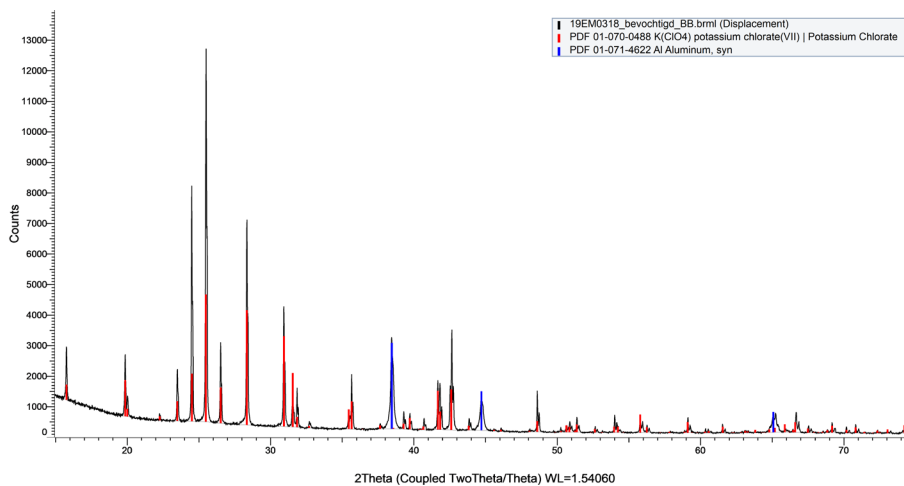 19EM0318_bevochtigd_BB.brml (Displacement)
PDF 01-070-0488 K(ClO4) potassium chlorate(VII) | Potassium Chlorate
PDF 01-071-4622 Al Aluminum, syn
13000
12000
11000
10000
9000
8000
7000
6000
5000
4000
3000
2000
1000
0
Counts
20 30 40 50 60 70
2Theta (Coupled TwoTheta/Theta) WL=1.54060